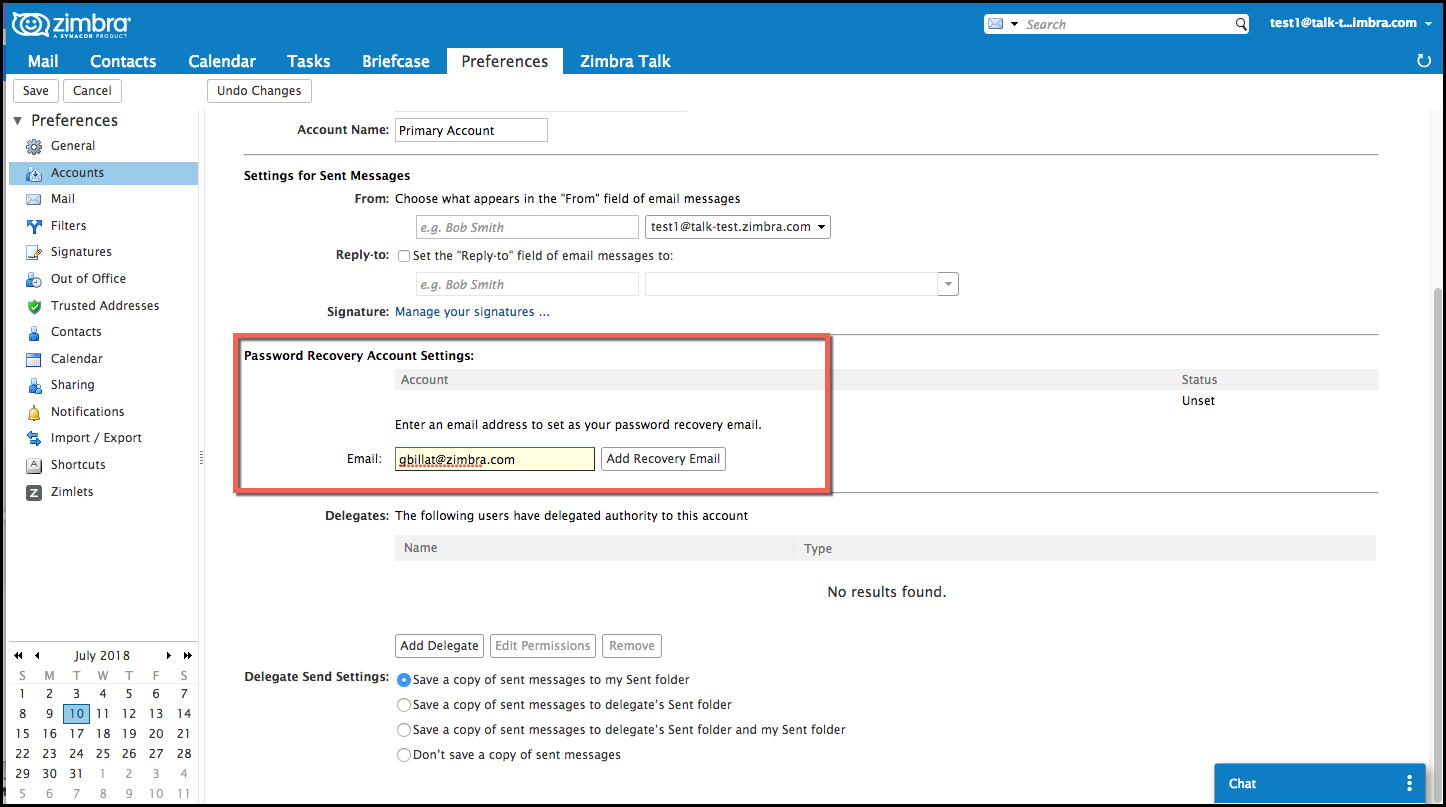 zimbra
A SYNACOR PRODUCT
Search
test1@talk-t...imbra.com
Mail Contacts Calendar Tasks Briefcase Preferences Zimbra Talk
Save Cancel Undo Changes
Preferences
General
Accounts
Mail
Filters
Signatures
Out of Office
Trusted Addresses
Contacts
Calendar
Sharing
Notifications
Import / Export
Shortcuts
Zimlets
July 2018
S M T W T F S
1 2 3 4 5 6 7
8 9 10 11 12 13 14
15 16 17 18 19 20 21
22 23 24 25 26 27 28
29 30 31 1 2 3 4
5 6 7 8 9 10 11
Account Name: Primary Account
Settings for Sent Messages
From: Choose what appears in the "From" field of email messages
e.g. Bob Smith test1@talk-test.zimbra.com
Reply-to: Set the "Reply-to" field of email messages to:
e.g. Bob Smith
Signature: Manage your signatures ...
Password Recovery Account Settings:
Account Status
Unset
Enter an email address to set as your password recovery email.
Email: gbillat@zimbra.com Add Recovery Email
Delegates: The following users have delegated authority to this account
Name Type
No results found.
Add Delegate Edit Permissions Remove
Delegate Send Settings: Save a copy of sent messages to my Sent folder
Save a copy of sent messages to delegate's Sent folder
Save a copy of sent messages to delegate's Sent folder and my Sent folder
Don't save a copy of sent messages
Chat